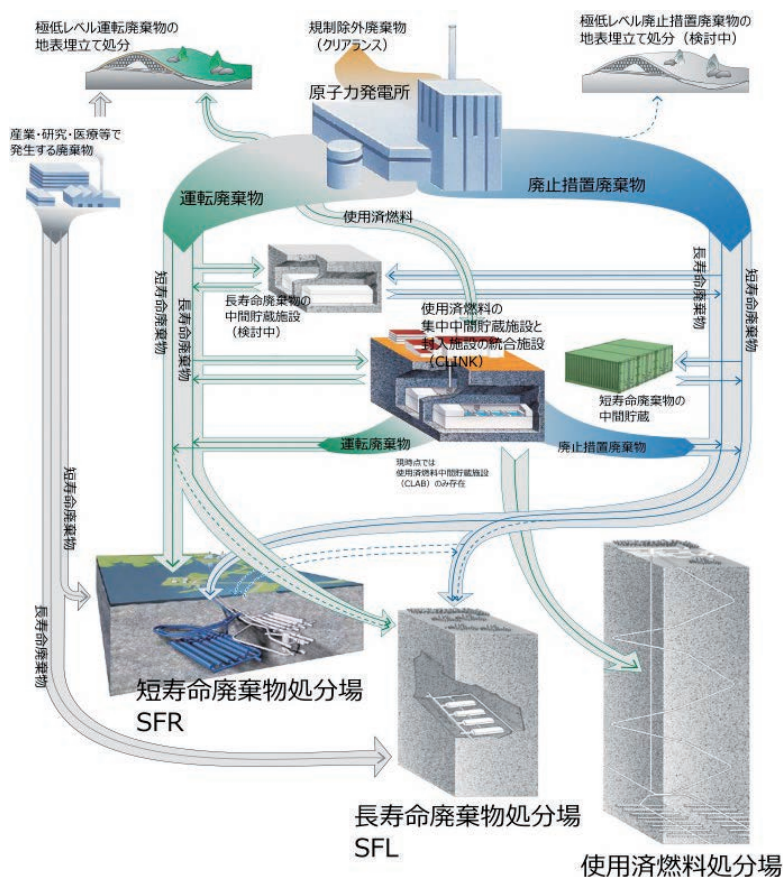 極低レベル運転廃棄物の
地表埋立て処分
規制除外廃棄物
(クリアランス)
極低レベル廃止措置廃棄物の
地表埋立て処分(検討中)
原子力発電所
産業・研究・医療等で
発生する廃棄物
運転廃棄物
廃止措置廃棄物
使用済燃料
短寿命廃棄物
長寿命廃棄物
長寿命廃棄物の
中間貯蔵施設
(検討中)
使用済燃料の
集中中間貯蔵施設と
封入施設の統合施設
(CLINK)
長寿命廃棄物
短寿命廃棄物
短寿命廃棄物の
中間貯蔵
運転廃棄物
廃止措置廃棄物
現時点では
使用済燃料中間貯蔵施設
(CLAB)のみ存在
短寿命廃棄物
長寿命廃棄物
短寿命廃棄物処分場
SFR
長寿命廃棄物処分場
SFL
使用済燃料処分場